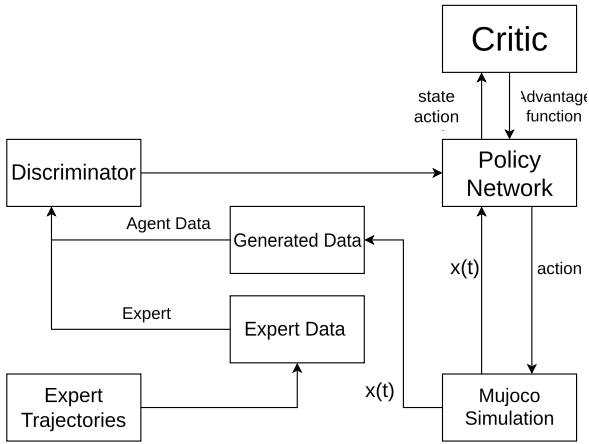 Critic
state
action
Advantage
function
Discriminator
Policy
Network
Agent Data
Generated Data
x(t)
action
Expert
Expert Data
Expert
Trajectories
x(t)
Mujoco
Simulation